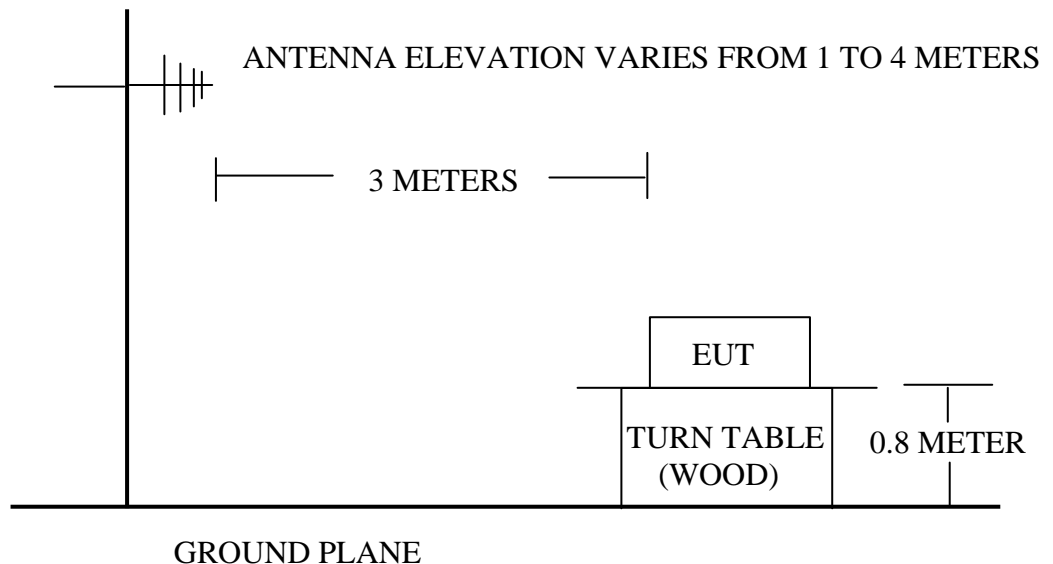 ANTENNA ELEVATION VARIES FROM 1 TO 4 METERS
3 METERS
EUT
TURN TABLE
(WOOD)
0.8 METER
GROUND PLANE